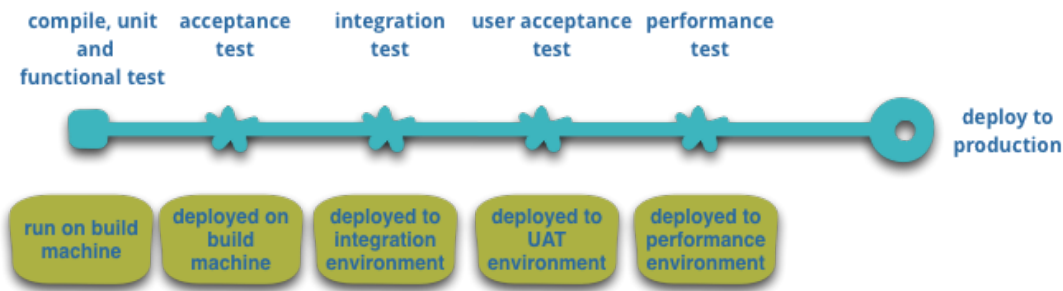 compile, unit
and
functional test
acceptance
test
integration
test
user acceptance
test
performance
test
deploy to
production
run on build
machine
deployed on
build
machine
deployed to
integration
environment
deployed to
UAT
environment
deployed to
performance
environment